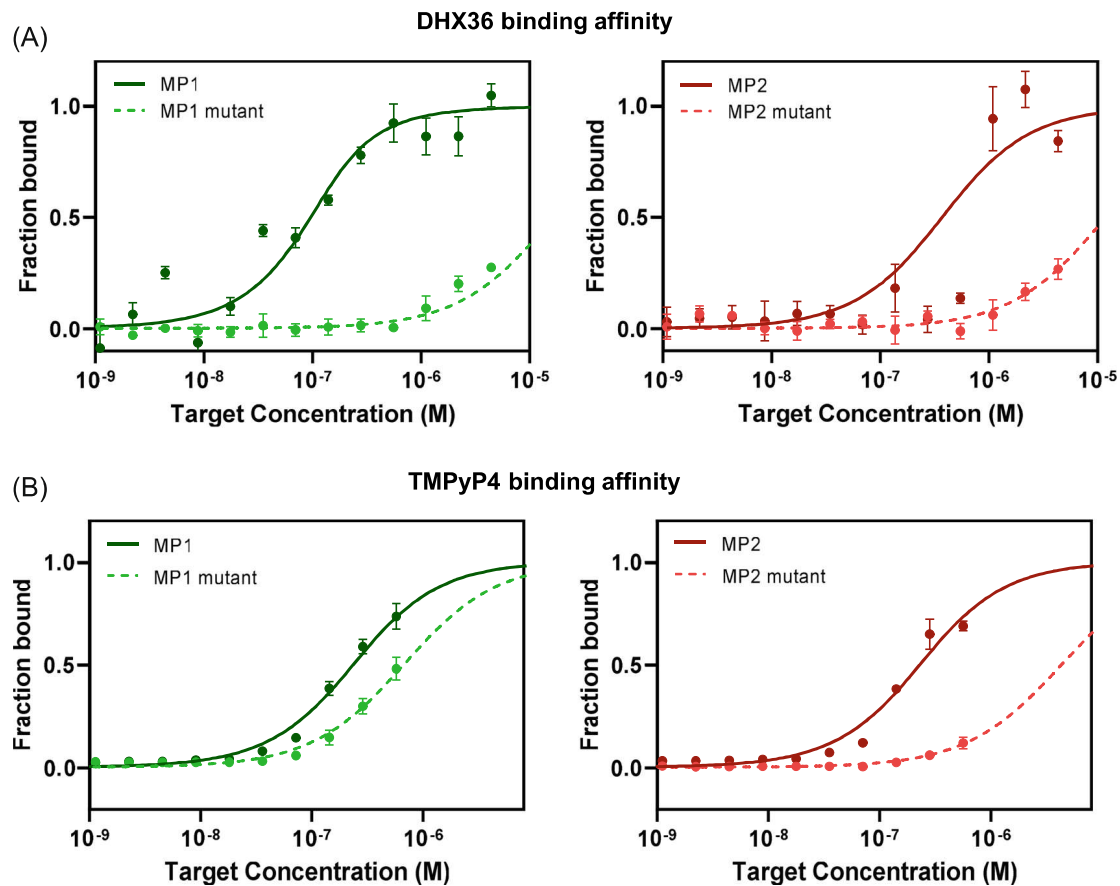 DHX36 binding affinity
(A)
MP1
MP1 mutant
1.0
0.5
0.0
Fraction bound
10-9
10-8
10-7
10-6
10-5
Target Concentration (M)
MP2
MP2 mutant
1.0
0.5
0.0
Fraction bound
10-9
10-8
10-7
10-6
10-5
Target Concentration (M)
TMPyP4 binding affinity
(B)
MP1
MP1 mutant
1.0
0.5
0.0
Fraction bound
10-9
10-8
10-7
10-6
Target Concentration (M)
MP2
MP2 mutant
1.0
0.5
0.0
Fraction bound
10-9
10-8
10-7
10-6
Target Concentration (M)